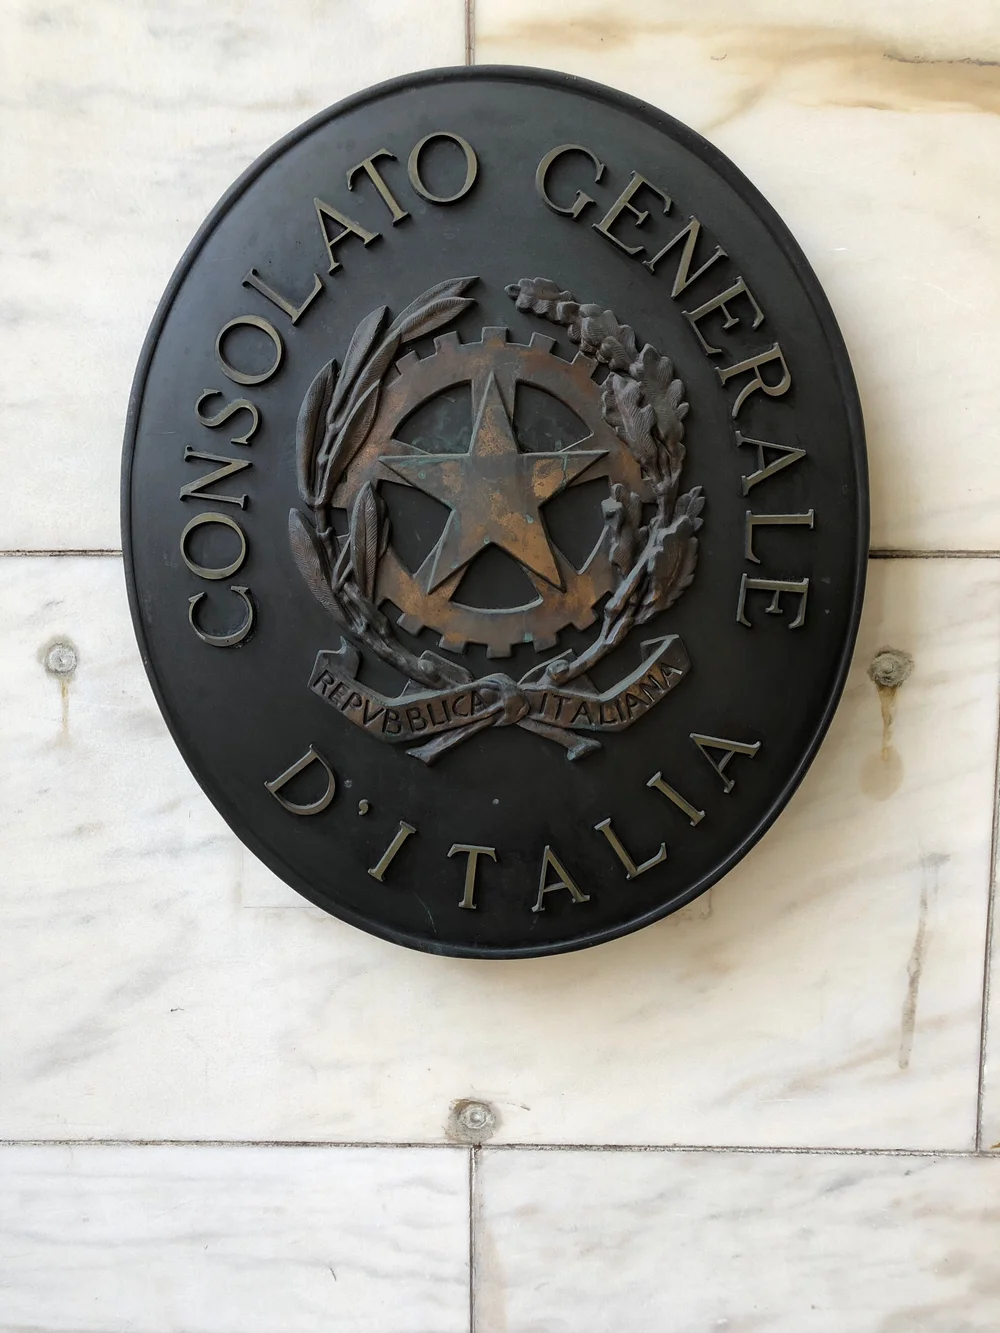 CONSOLATO GENERALE
REPVBBLICA ITALIANA
D'ITALIA